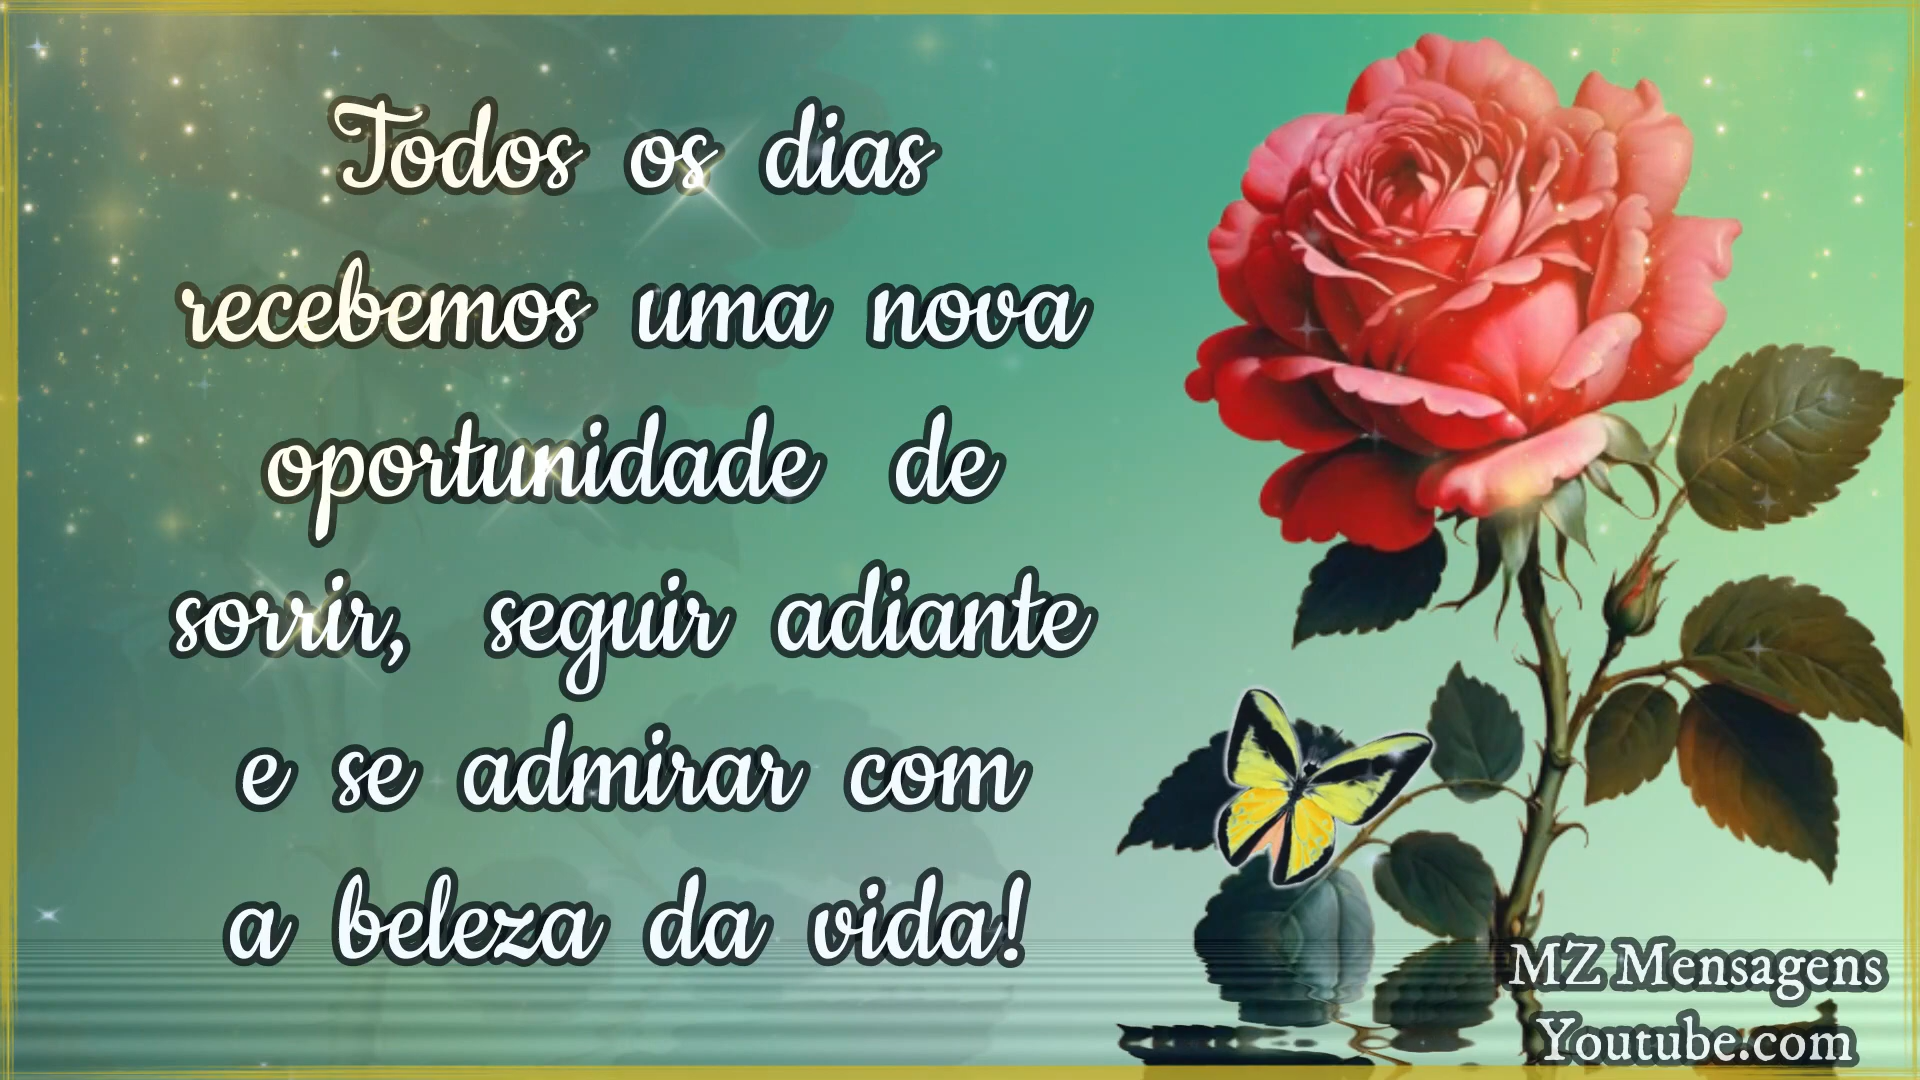 Todos os dias
recebemos uma nova
oportunidade de
sorrir, seguir adiante
e se admirar com
a beleza da vida!
MZ Mensagens
Youtube.com